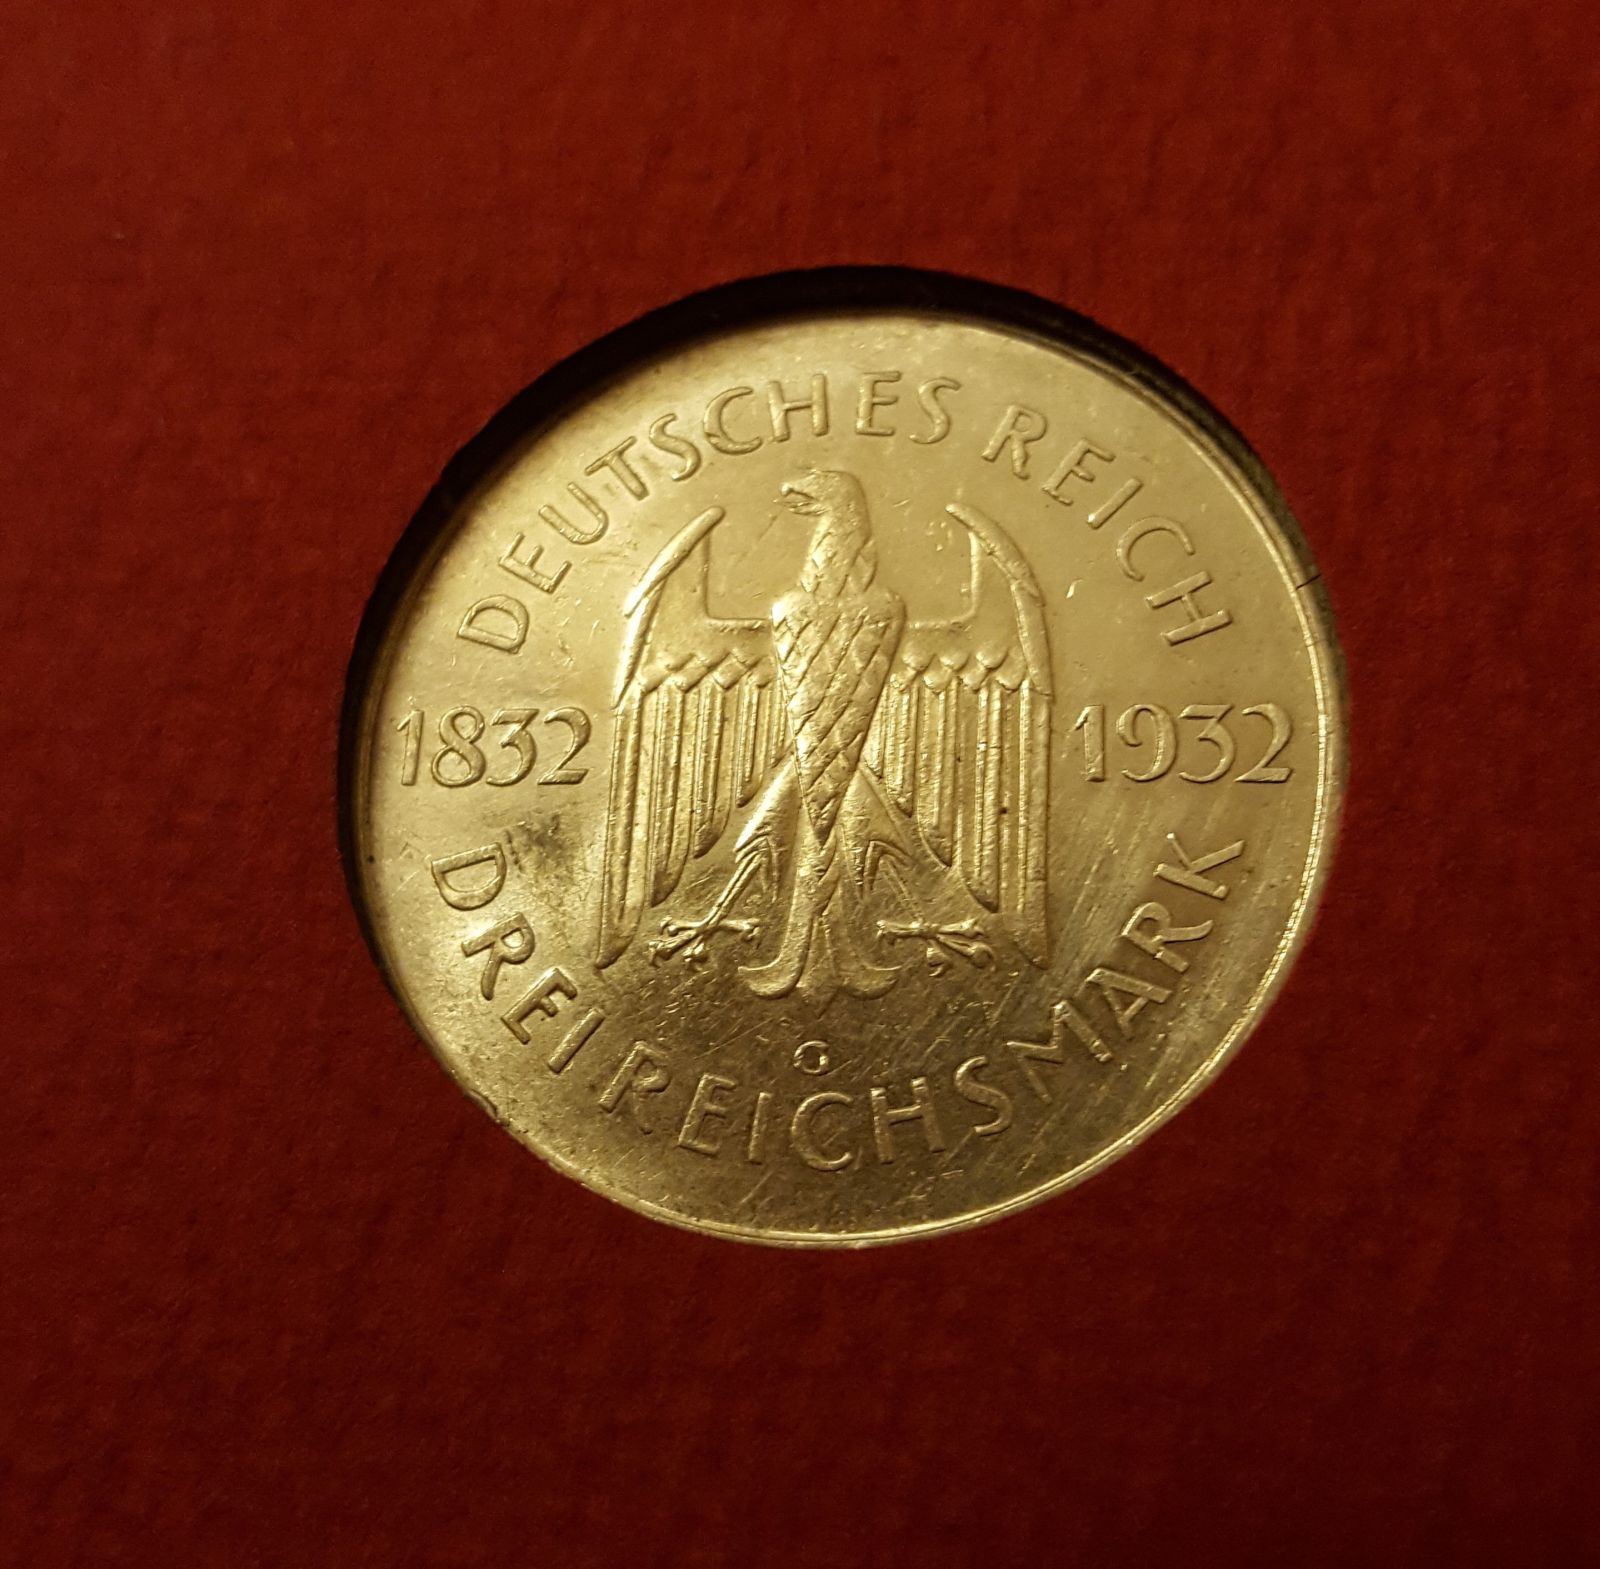 DEUTSCHES REICH
1832 1932
G
DREI REICHSMARK